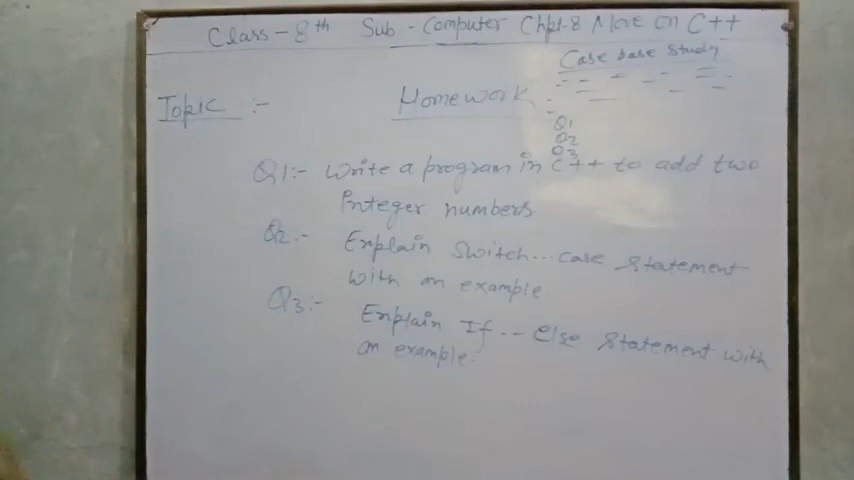 Class - 8th Sub - Computer Chpt-8 More on C++
Case base study
Topic :- Homework
Q1
Q2
Q3
Q1:- Write a program in C++ to add two
Integer numbers
Q2:- Explain Switch...case Statement
with an example
Q3:- Explain If... Else Statement with
an example.